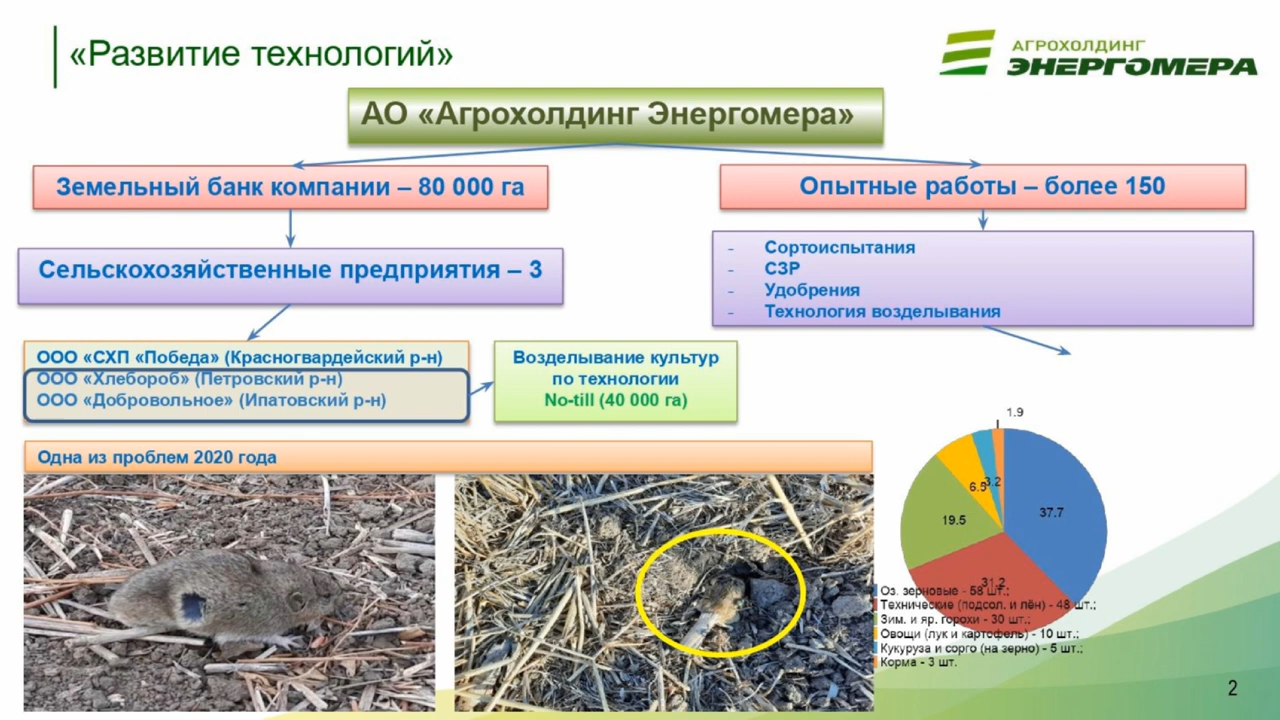 «Развитие технологий»
АГРОХОЛДИНГ
ЭНЕРГОМЕРА
АО «Агрохолдинг Энергомера»
Земельный банк компании – 80 000 га
Опытные работы – более 150
Сельскохозяйственные предприятия – 3
- Сортоиспытания
- СЗР
- Удобрения
- Технология возделывания
ООО «СХП «Победа» (Красногвардейский р-н)
ООО «Хлебороб» (Петровский р-н)
ООО «Добровольное» (Ипатовский р-н)
Возделывание культур
по технологии
No-till (40 000 га)
Одна из проблем 2020 года
1.9
3.2
6.5
37.7
19.5
31.2
Оз. зерновые - 58 шт.;
Технические (подсол. и лён) - 48 шт.;
Зим. и яр. горохи - 30 шт.;
Овощи (лук и картофель) - 10 шт.;
Кукуруза и сорго (на зерно) - 5 шт.;
Корма - 3 шт.
2